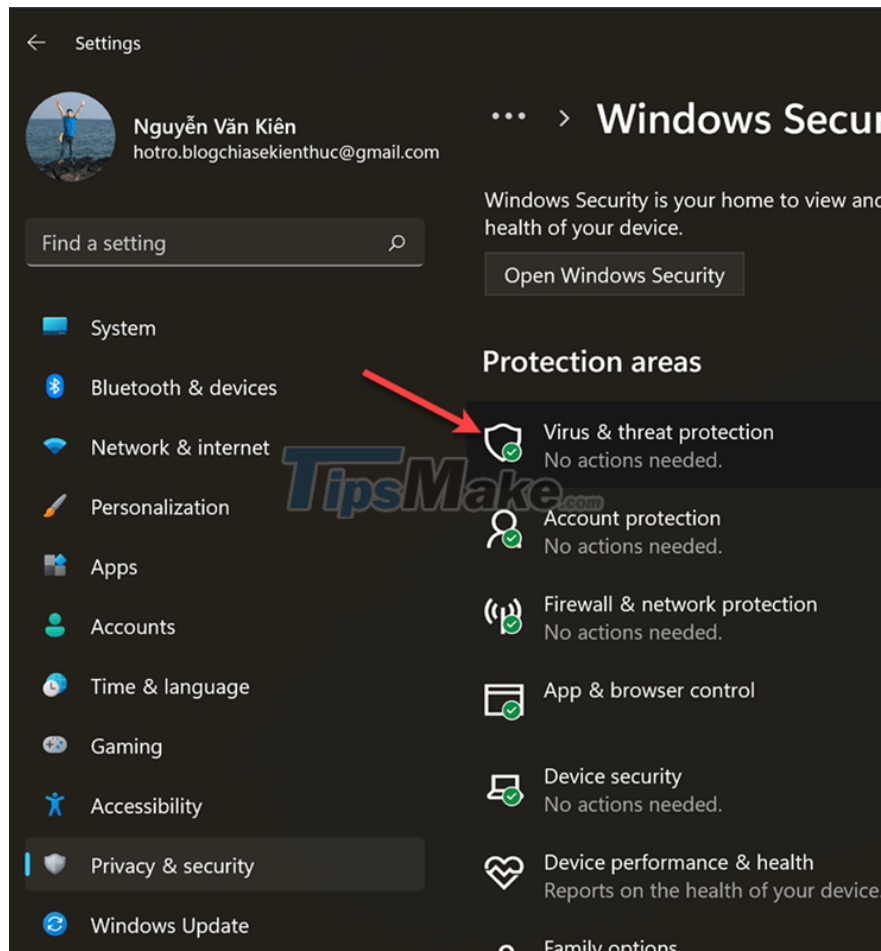 Settings
Nguyễn Văn Kiên
hotro.blogchiasekienthuc@gmail.com
Find a setting
System
Bluetooth & devices
Network & internet
Personalization
Apps
Accounts
Time & language
Gaming
Accessibility
Privacy & security
Windows Update
... > Windows Secur
Windows Security is your home to view and
health of your device.
Open Windows Security
Protection areas
Virus & threat protection
No actions needed.
TipsMake.com
Account protection
No actions needed.
Firewall & network protection
No actions needed.
App & browser control
Device security
No actions needed.
Device performance & health
Reports on the health of your device.
Family options